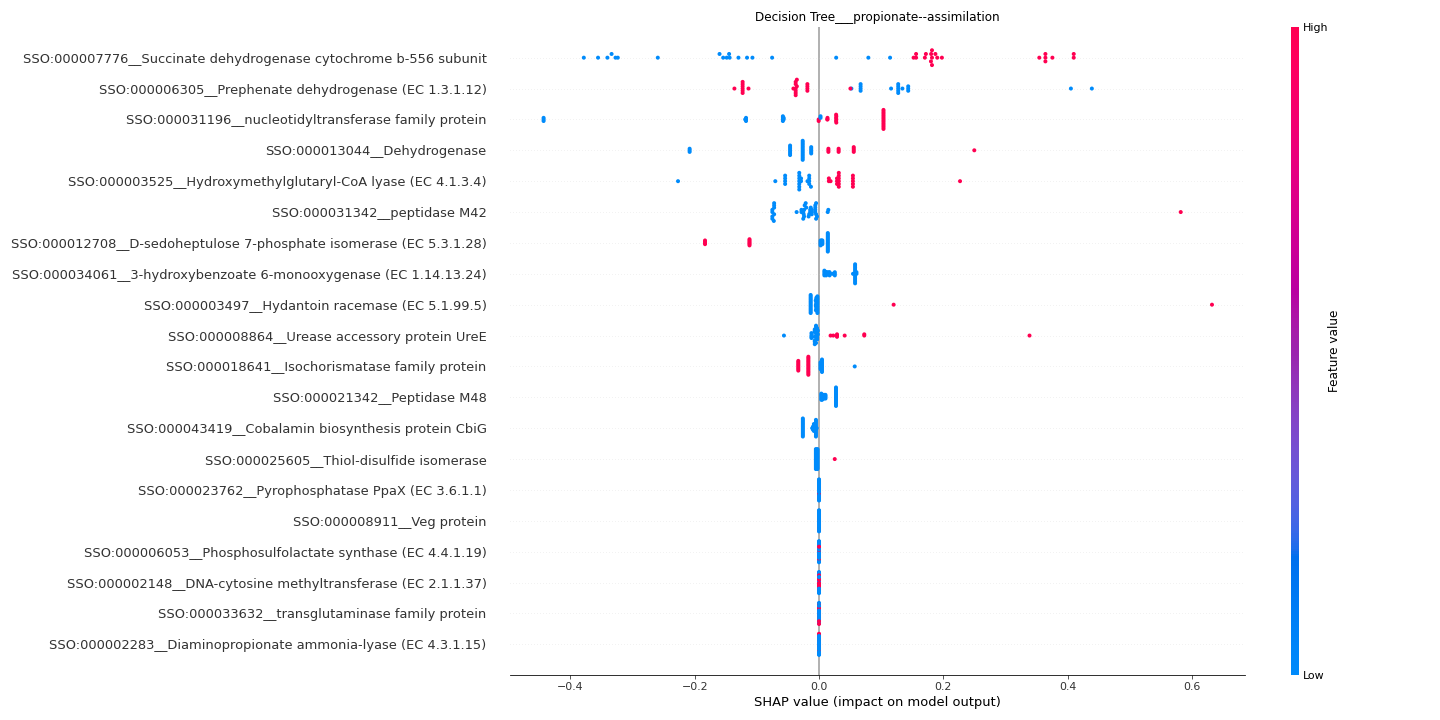 Decision Tree___propionate--assimilation
High
SSO:000007776__Succinate dehydrogenase cytochrome b-556 subunit
SSO:000006305__Prephenate dehydrogenase (EC 1.3.1.12)
SSO:000031196__nucleotidyltransferase family protein
SSO:000013044__Dehydrogenase
SSO:000003525__Hydroxymethylglutaryl-CoA lyase (EC 4.1.3.4)
SSO:000031342__peptidase M42
SSO:000012708__D-sedoheptulose 7-phosphate isomerase (EC 5.3.1.28)
SSO:000034061__3-hydroxybenzoate 6-monooxygenase (EC 1.14.13.24)
SSO:000003497__Hydantoin racemase (EC 5.1.99.5)
SSO:000008864__Urease accessory protein UreE
SSO:000018641__Isochorismatase family protein
SSO:000021342__Peptidase M48
SSO:000043419__Cobalamin biosynthesis protein CbiG
SSO:000025605__Thiol-disulfide isomerase
SSO:000023762__Pyrophosphatase PpaX (EC 3.6.1.1)
SSO:000008911__Veg protein
SSO:000006053__Phosphosulfolactate synthase (EC 4.4.1.19)
SSO:000002148__DNA-cytosine methyltransferase (EC 2.1.1.37)
SSO:000033632__transglutaminase family protein
SSO:000002283__Diaminopropionate ammonia-lyase (EC 4.3.1.15)
Feature value
Low
−0.4 −0.2 0.0 0.2 0.4 0.6
SHAP value (impact on model output)